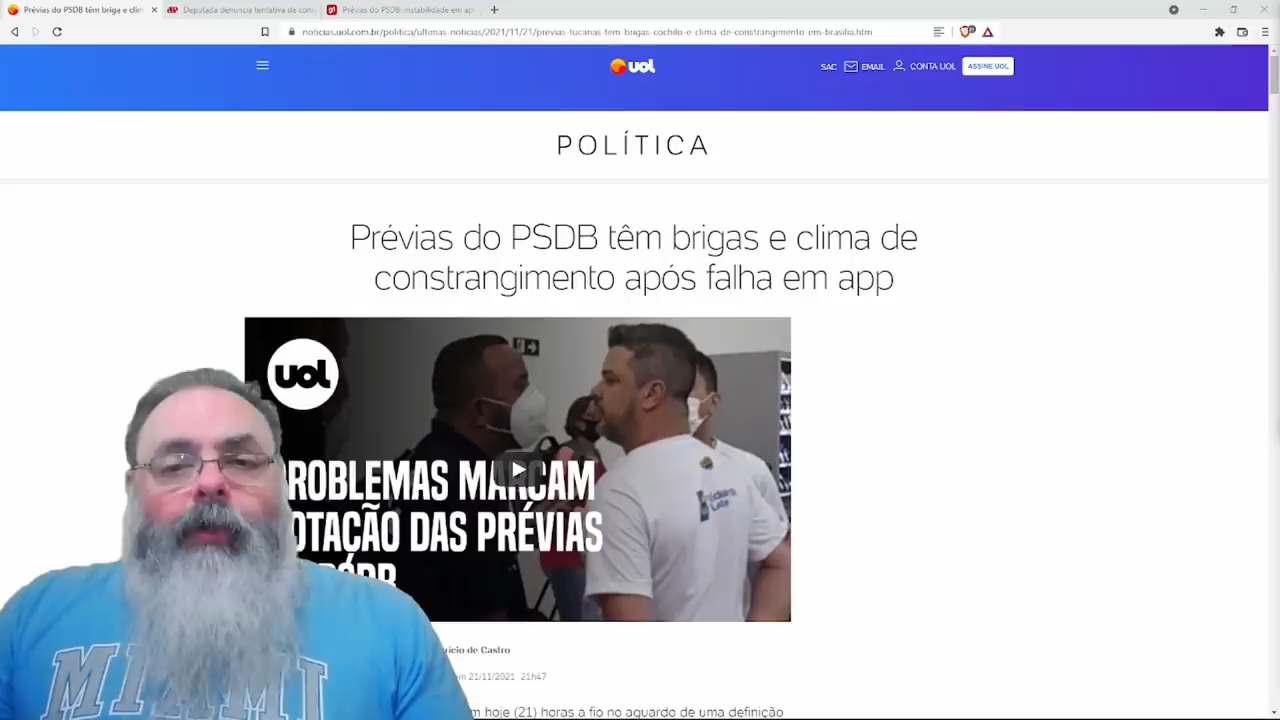 Prévias do PSDB têm briga e clim
Deputada denuncia tentativa de com
Prévias do PSDB: instabilidade em ap
noticias.uol.com.br/politica/ultimas-noticias/2021/11/21/previas-tucanas-tem-brigas-cochilo-e-clima-de-constrangimento-em-brasilia.htm
uol
SAC
EMAIL
CONTA UOL
ASSINE UOL
POLÍTICA
Prévias do PSDB têm brigas e clima de
constrangimento após falha em app
uol
ROBLEMAS MARCAM
OTAÇÃO DAS PRÉVIAS
de Castro
em 21/11/2021 21h47
m hoje (21) horas a fio no aguardo de uma definição
MIAMI